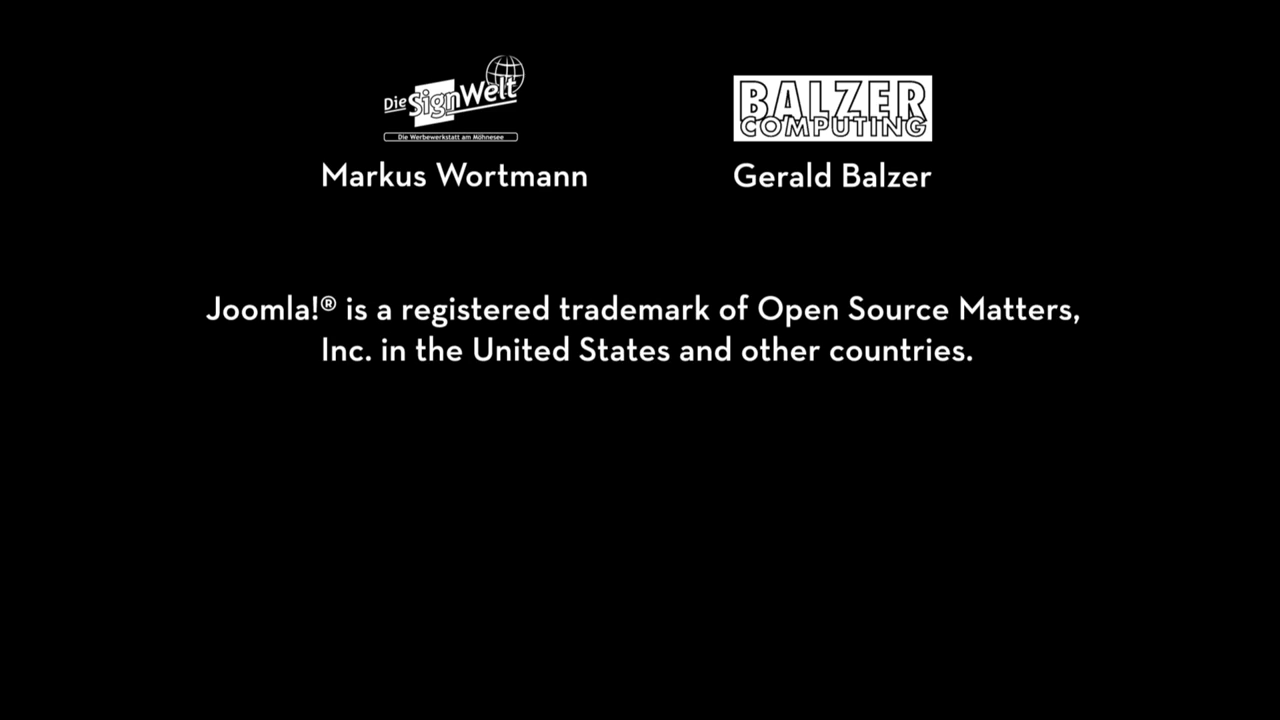 Die SignWelt
Die Werbewerkstatt am Möhnesee
BALZER
COMPUTING
Markus Wortmann
Gerald Balzer
Joomla!® is a registered trademark of Open Source Matters,
Inc. in the United States and other countries.